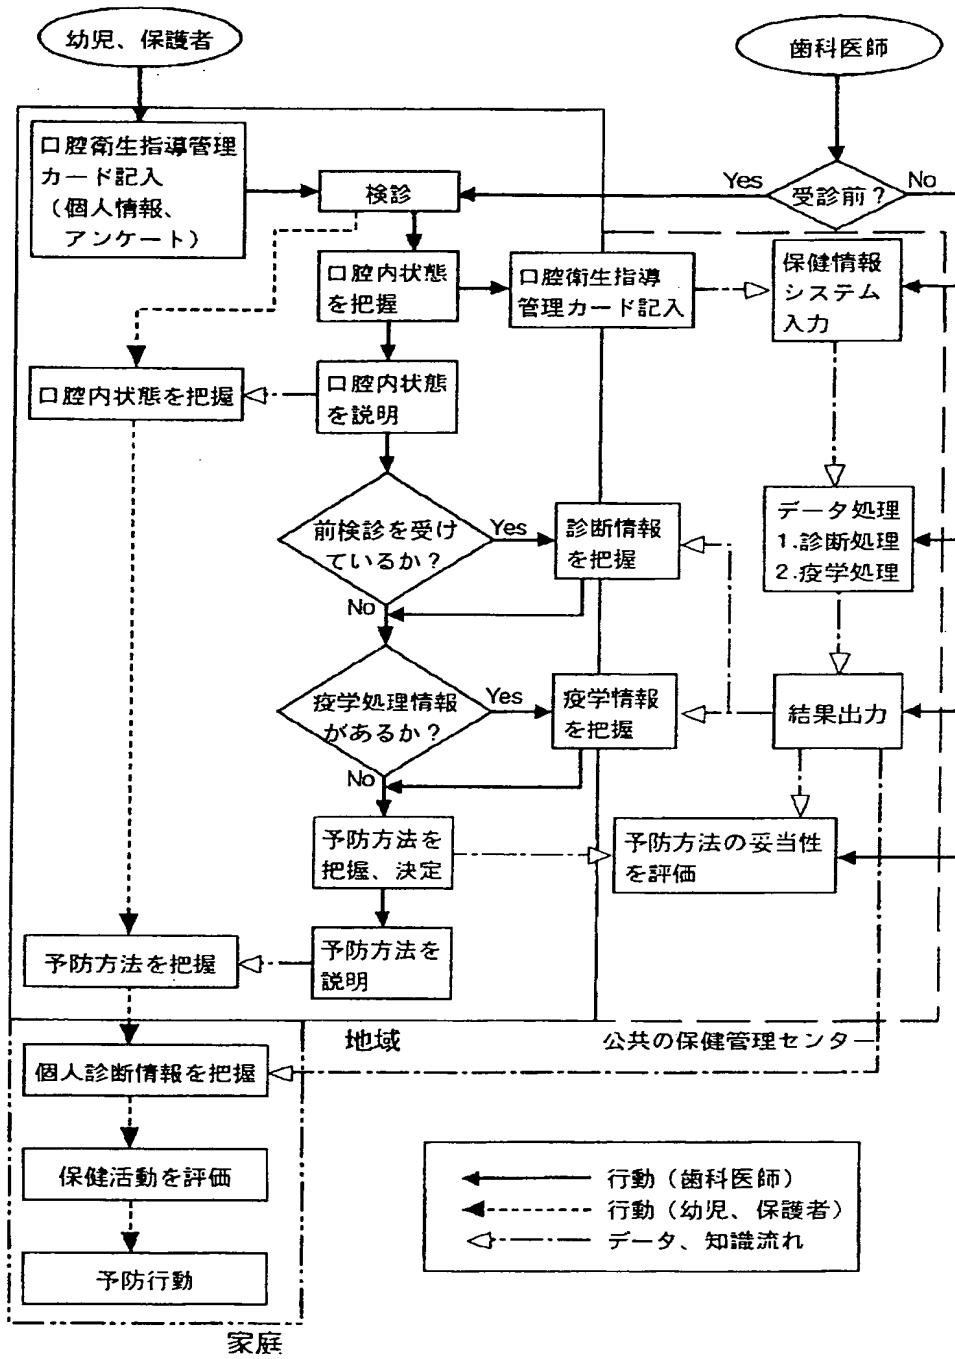 幼児、保護者
歯科医師
口腔衛生指導管理
カード記入
（個人情報、
アンケート）
検診
Yes
受診前？
No
口腔内状態
を把握
口腔衛生指導
管理カード記入
保健情報
システム
入力
口腔内状態を把握
口腔内状態
を説明
前検診を受け
ているか？
Yes
No
診断情報
を把握
データ処理
1.診断処理
2.疫学処理
疫学処理情報
があるか？
Yes
No
疫学情報
を把握
結果出力
予防方法を
把握、決定
予防方法の妥当性
を評価
予防方法を把握
予防方法を
説明
地域
公共の保健管理センター
個人診断情報を把握
保健活動を評価
予防行動
家庭
行動（歯科医師）
行動（幼児、保護者）
データ、知識流れ